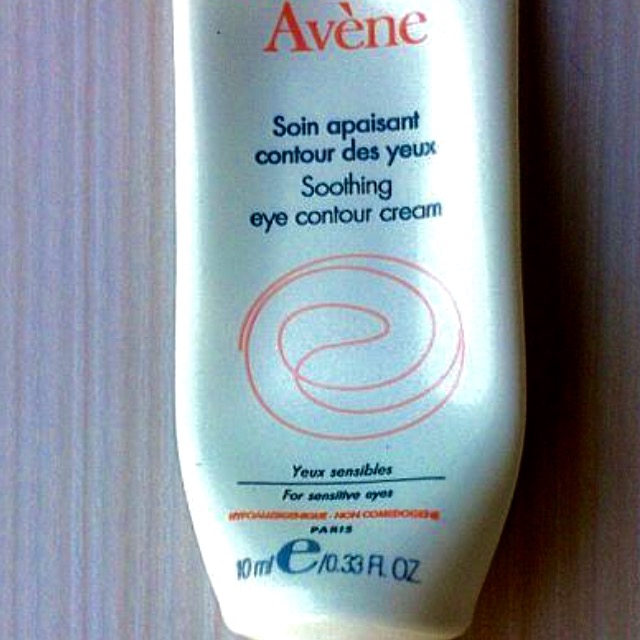 Avène
Soin apaisant
contour des yeux
Soothing
eye contour cream
Yeux sensibles
For sensitive eyes
HYPOALLERGENIQUE - NON COMEDOGENE
PARIS
10 ml e/0.33 FL OZ